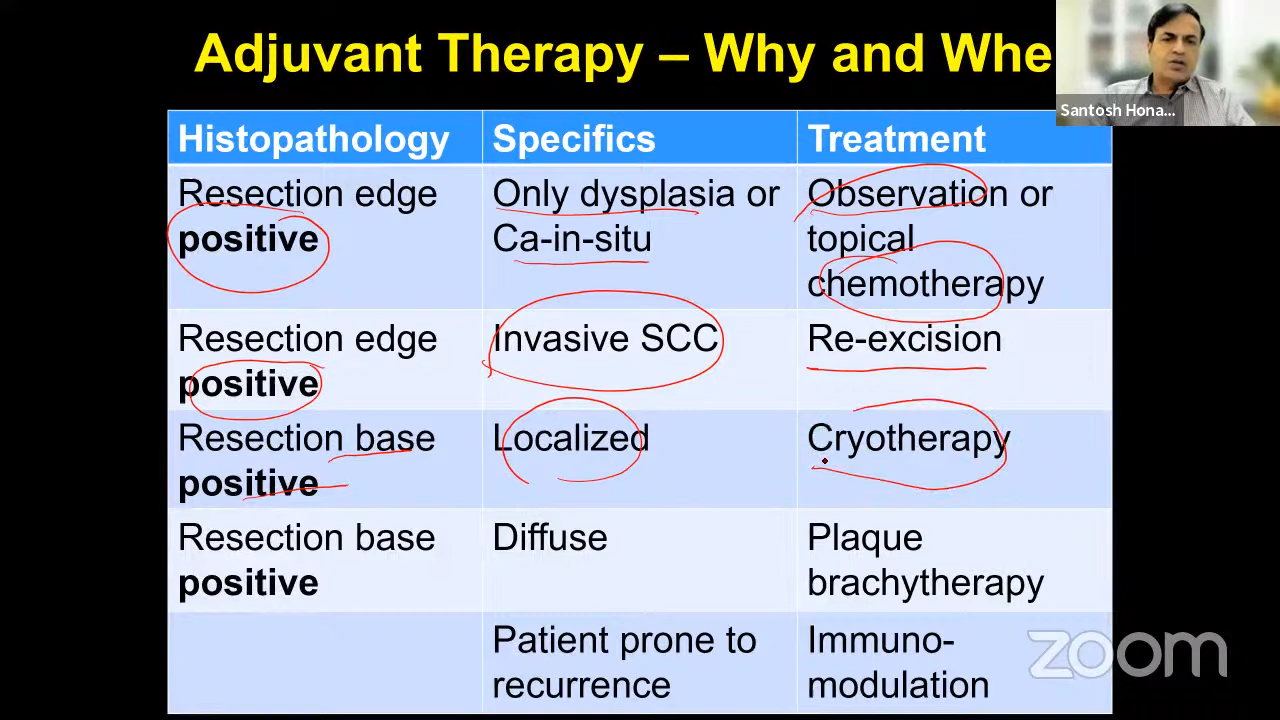 Adjuvant Therapy – Why and Whe
Santosh Hona...
Histopathology Specifics Treatment
Resection edge Only dysplasia or Observation or
positive Ca-in-situ topical
chemotherapy
Resection edge Invasive SCC Re-excision
positive
Resection base Localized Cryotherapy
positive
Resection base Diffuse Plaque
positive brachytherapy
Patient prone to Immuno-
recurrence modulation
zoom